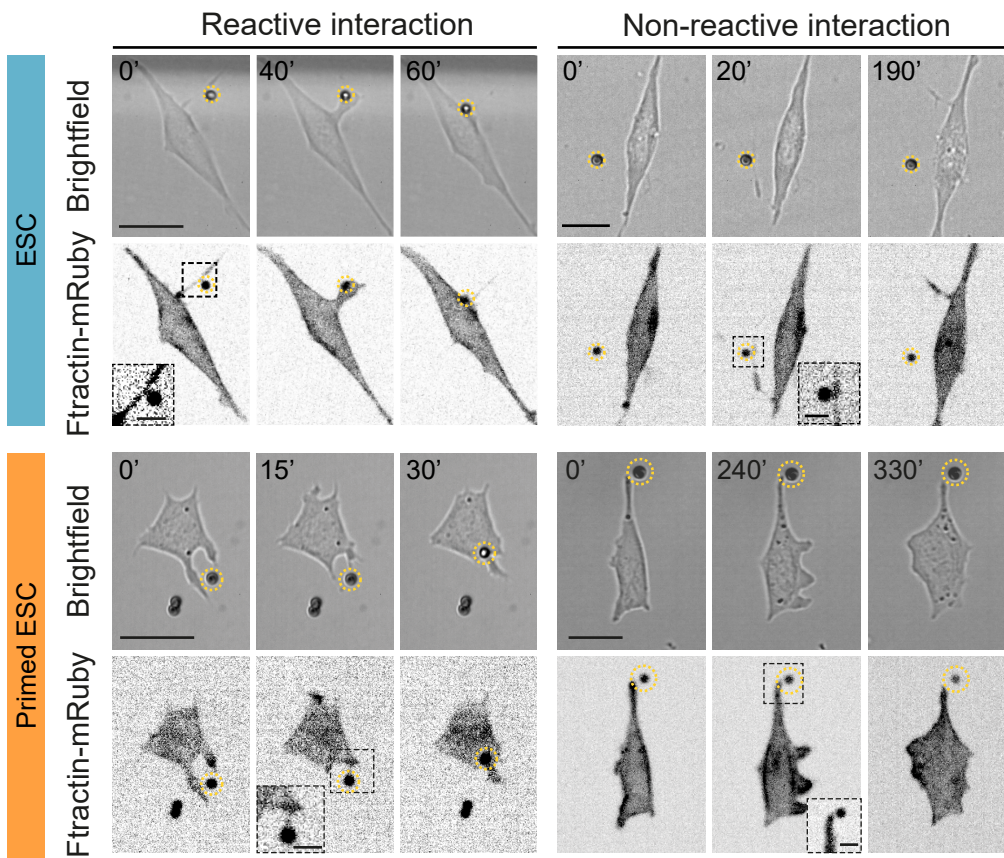 Reactive interaction
Non-reactive interaction
ESC
Brightfield
0’
40’
60’
0’
20’
190’
Ftractin-mRuby
Primed ESC
Brightfield
0’
15’
30’
0’
240’
330’
Ftractin-mRuby